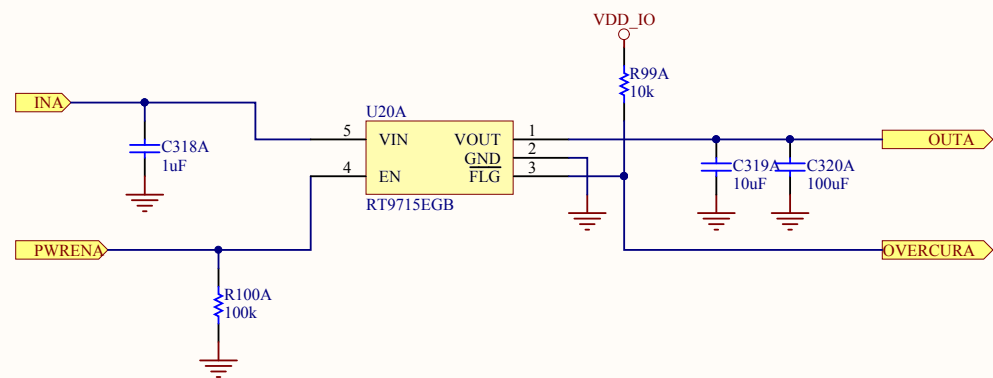 VDD_IO
R99A
10k
INA
C318A
1uF
U20A
5 VIN VOUT 1
GND 2
4 EN FLG 3
RT9715EGB
OUTA
C319A
10uF
C320A
100uF
PWRENA
OVERCURA
R100A
100k